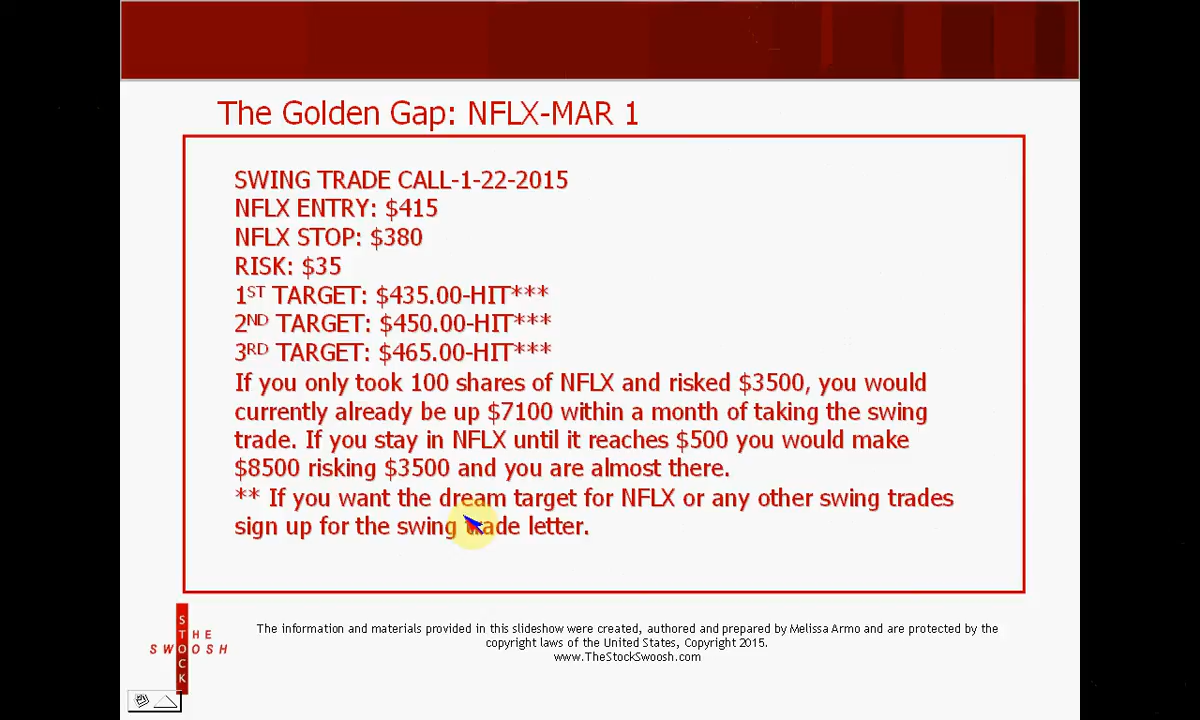 The Golden Gap: NFLX-MAR 1
SWING TRADE CALL-1-22-2015
NFLX ENTRY: $415
NFLX STOP: $380
RISK: $35
1ST TARGET: $435.00-HIT***
2ND TARGET: $450.00-HIT***
3RD TARGET: $465.00-HIT***
If you only took 100 shares of NFLX and risked $3500, you would
currently already be up $7100 within a month of taking the swing
trade. If you stay in NFLX until it reaches $500 you would make
$8500 risking $3500 and you are almost there.
** If you want the dream target for NFLX or any other swing trades
sign up for the swing trade letter.
THE
STOCK
SWOOSH
The information and materials provided in this slideshow were created, authored and prepared by Melissa Armo and are protected by the
copyright laws of the United States, Copyright 2015.
www.TheStockSwoosh.com